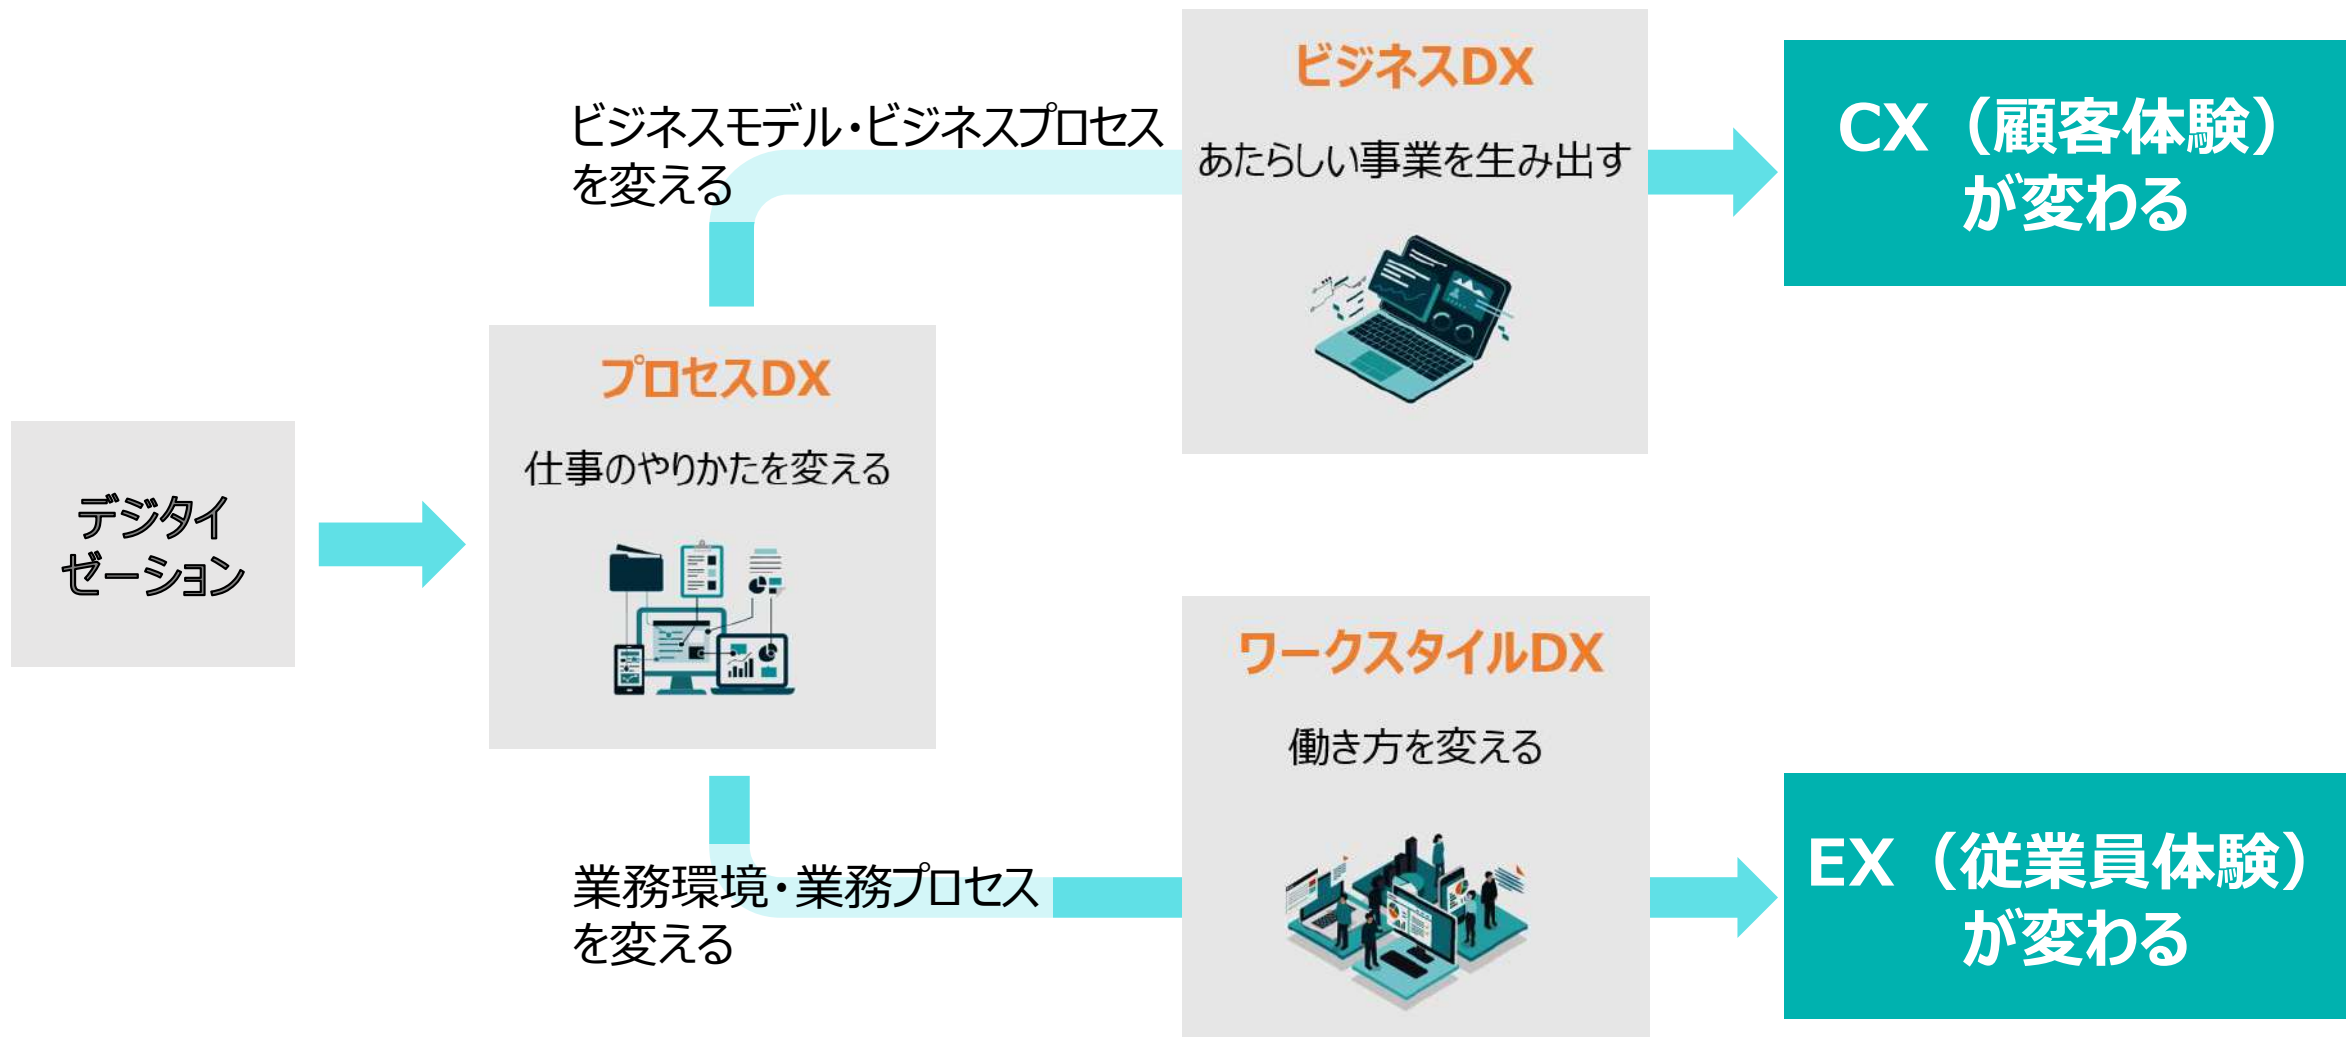 デジタイ
ゼーション
プロセスDX
仕事のやりかたを変える
ビジネスモデル・ビジネスプロセス
を変える
ビジネスDX
あたらしい事業を生み出す
CX（顧客体験）
が変わる
業務環境・業務プロセス
を変える
ワークスタイルDX
働き方を変える
EX（従業員体験）
が変わる